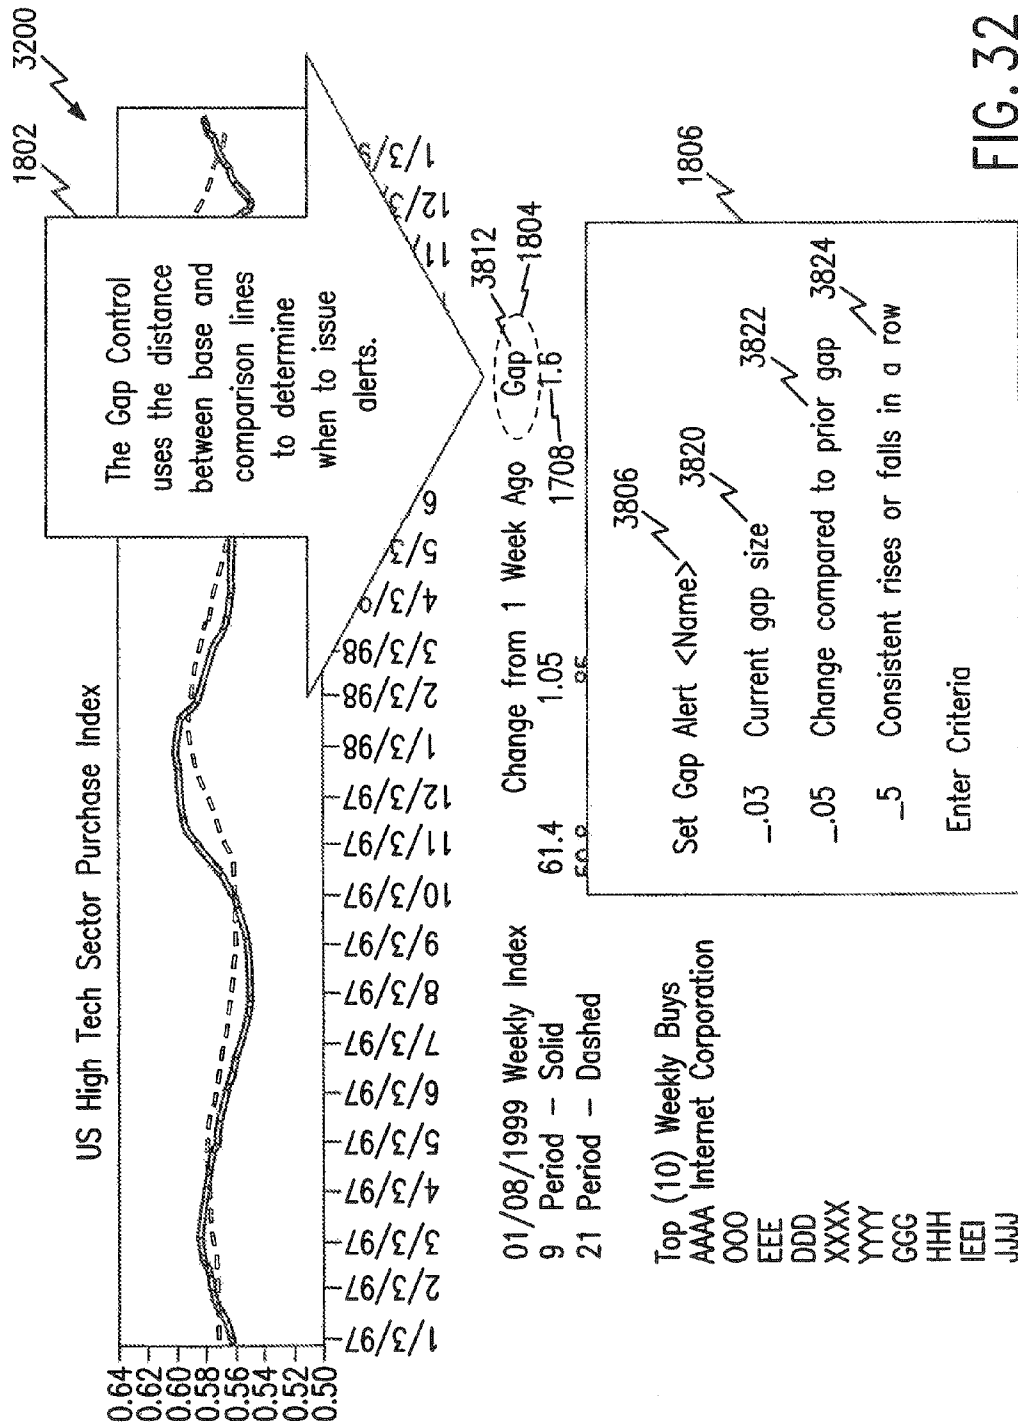 3200
1802
US High Tech Sector Purchase Index
0.64
0.62
0.60
0.58
0.56
0.54
0.52
0.50
The Gap Control
uses the distance
between base and
comparison lines
to determine
when to issue
alerts.
1/3/97
2/3/97
3/3/97
4/3/97
5/3/97
6/3/97
7/3/97
8/3/97
9/3/97
10/3/97
11/3/97
12/3/97
1/3/98
2/3/98
3/3/98
4/3/9
5/3
6
11/
12/3
1/3/9
01/08/1999 Weekly Index
9 Period – Solid
21 Period – Dashed
61.4
Change from 1 Week Ago
1.05
Gap
1.6
1708
3812
1804
Top (10) Weekly Buys
AAAA Internet Corporation
OOO
EEE
DDD
XXXX
YYYY
GGG
HHH
IEEI
JJJJ
1806
3806
Set Gap Alert <Name>
3820
_.03 Current gap size
3822
_.05 Change compared to prior gap
3824
_5 Consistent rises or falls in a row
Enter Criteria
FIG. 32